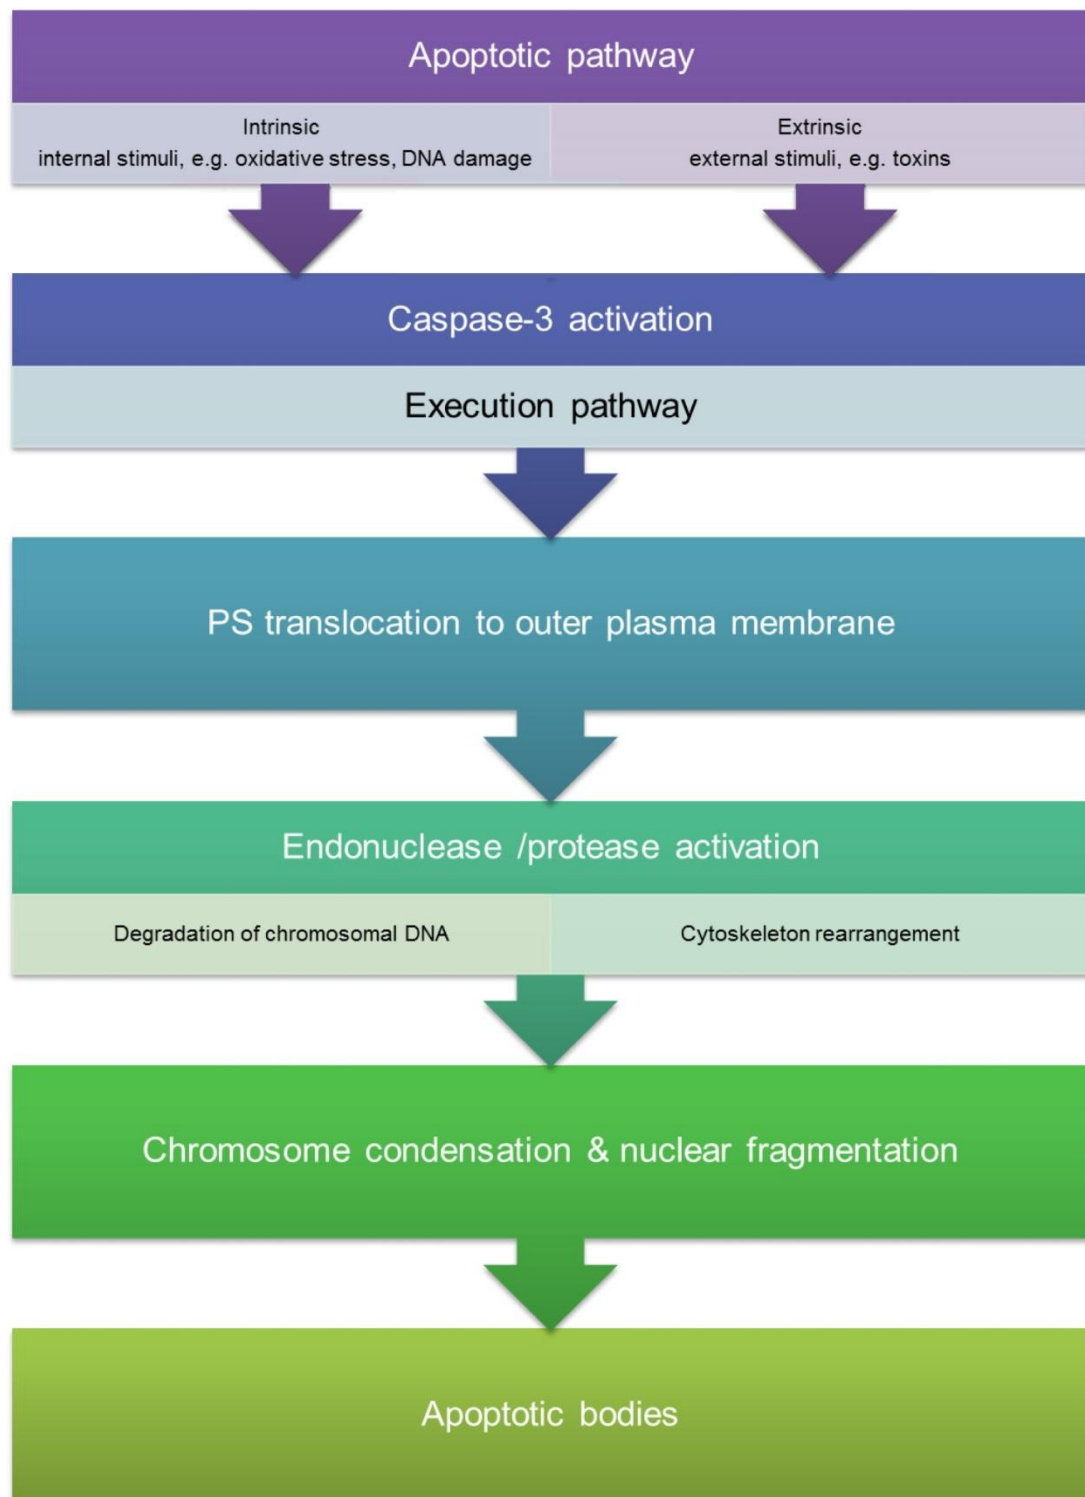 Apoptotic pathway
Intrinsic
internal stimuli, e.g. oxidative stress, DNA damage
Extrinsic
external stimuli, e.g. toxins
Caspase-3 activation
Execution pathway
PS translocation to outer plasma membrane
Endonuclease /protease activation
Degradation of chromosomal DNA
Cytoskeleton rearrangement
Chromosome condensation & nuclear fragmentation
Apoptotic bodies